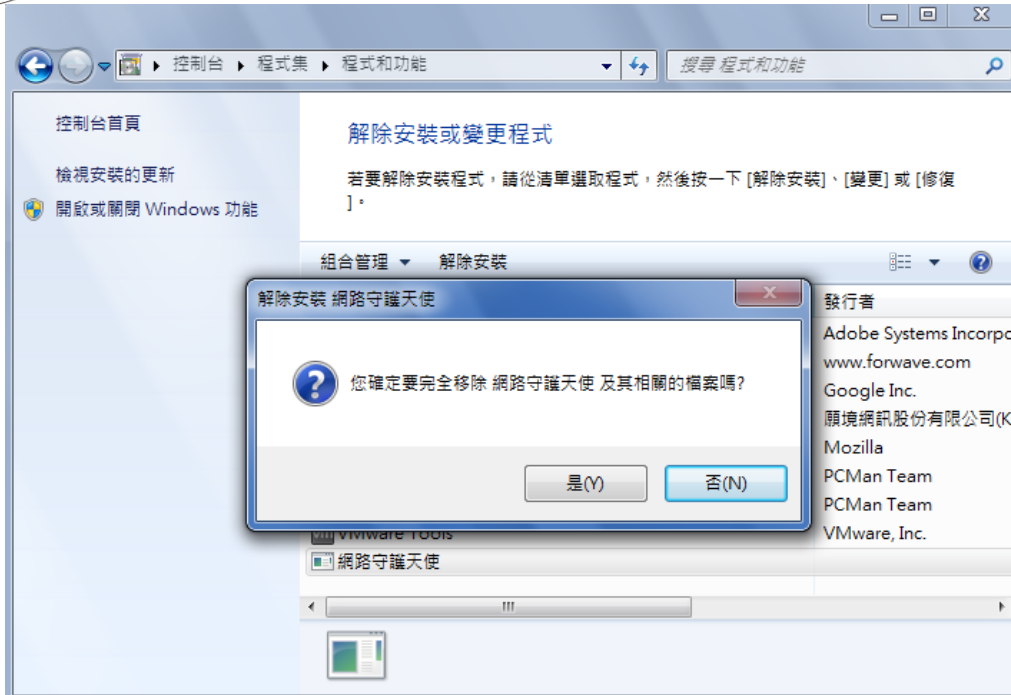 控制台 ▸ 程式集 ▸ 程式和功能
搜尋 程式和功能
控制台首頁
檢視安裝的更新
開啟或關閉 Windows 功能
解除安裝或變更程式
若要解除安裝程式，請從清單選取程式，然後按一下 [解除安裝]、[變更] 或 [修復
]。
組合管理 解除安裝
解除安裝 網路守護天使
您確定要完全移除 網路守護天使 及其相關的檔案嗎?
是(Y) 否(N)
發行者
Adobe Systems Incorpo
www.forwave.com
Google Inc.
願境網訊股份有限公司(K
Mozilla
PCMan Team
PCMan Team
VMware Tools VMware, Inc.
網路守護天使